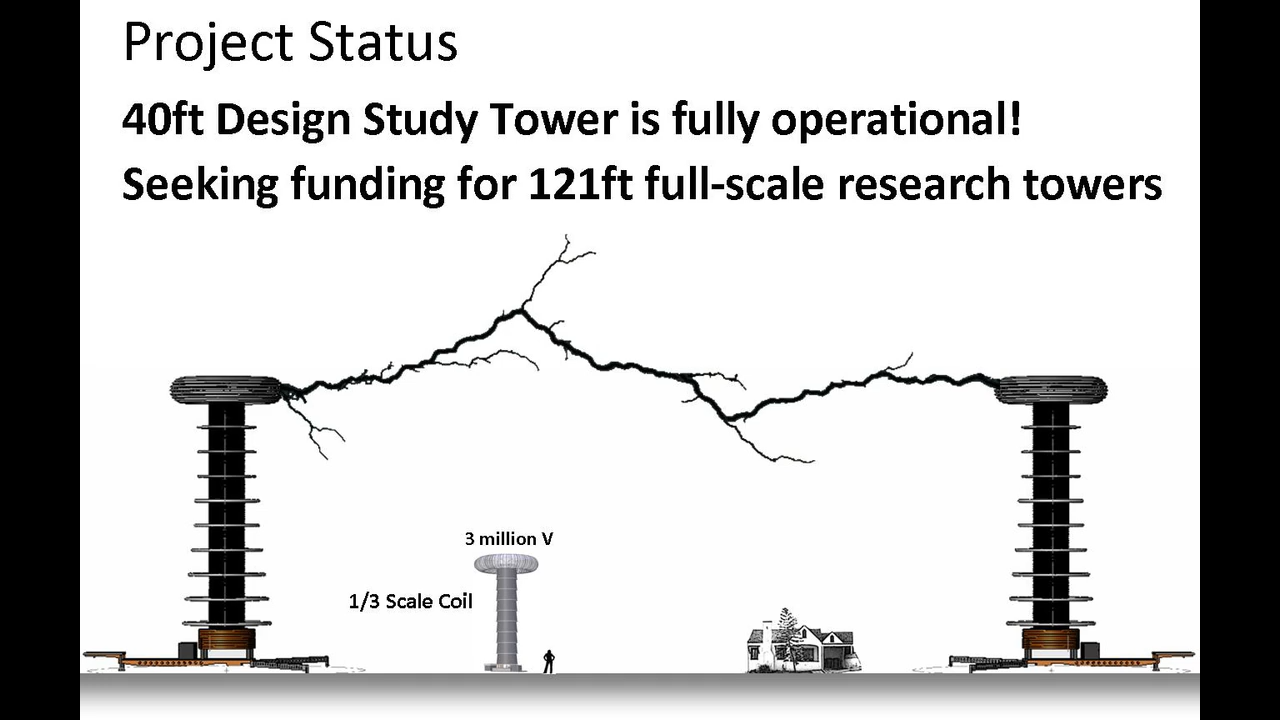 Project Status
40ft Design Study Tower is fully operational!
Seeking funding for 121ft full-scale research towers
3 million V
1/3 Scale Coil